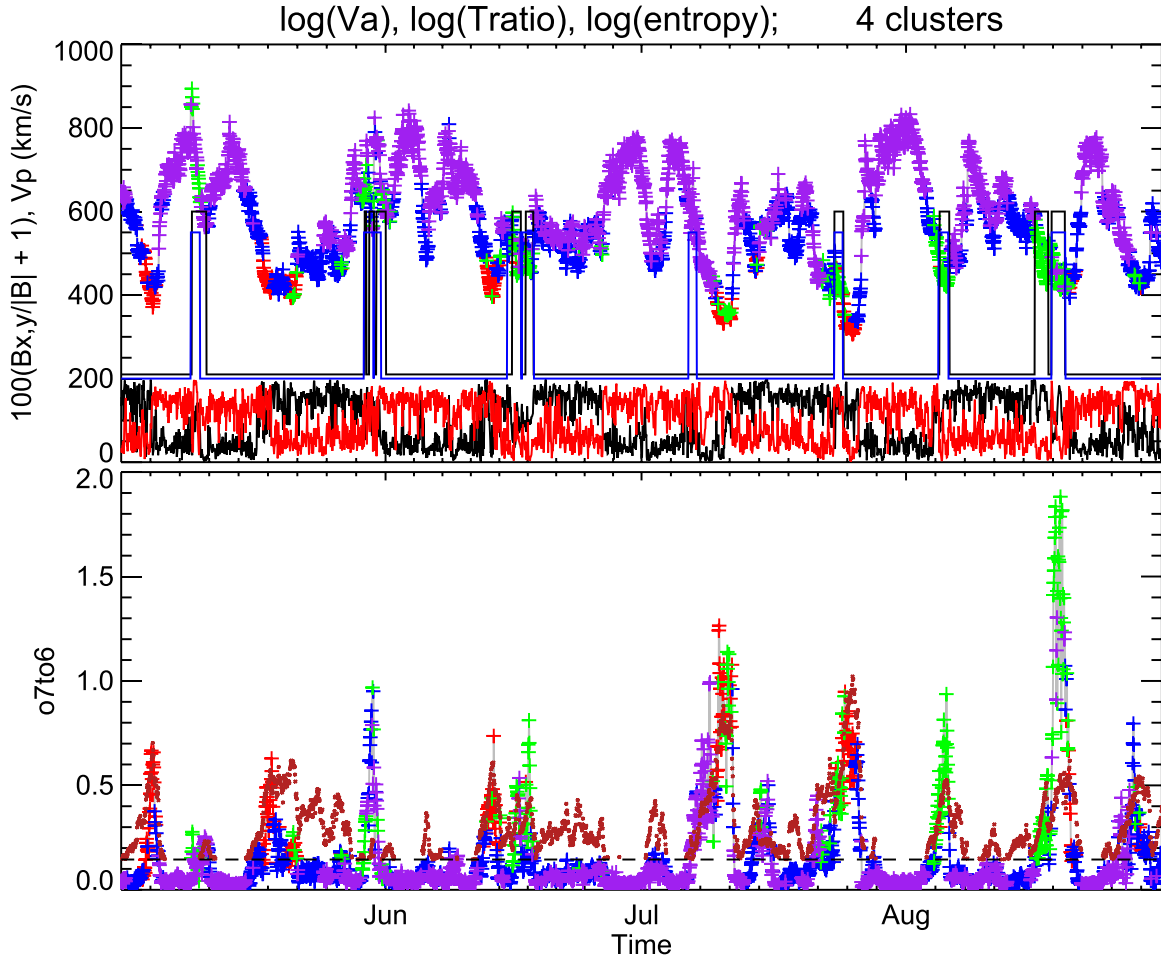 log(Va), log(Tratio), log(entropy); 4 clusters
100(Bx,y/|B| + 1), Vp (km/s)
1000
800
600
400
200
0
o7to6
2.0
1.5
1.0
0.5
0.0
Jun Jul Aug
Time